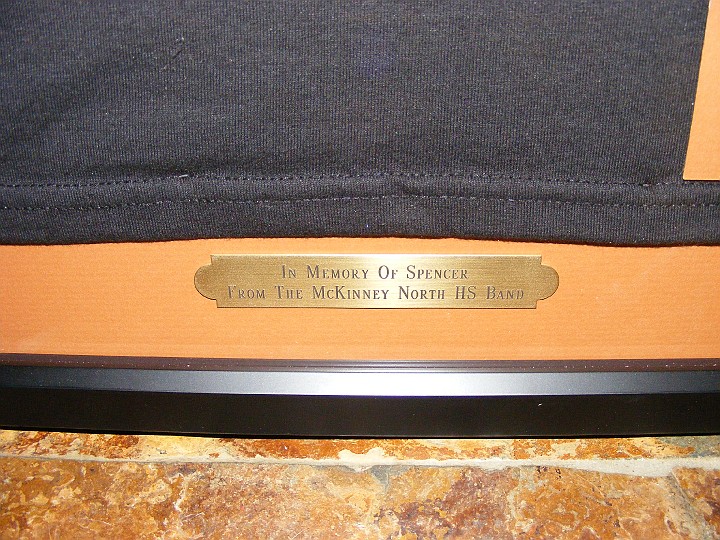 In Memory Of Spencer
From The McKinney North HS Band